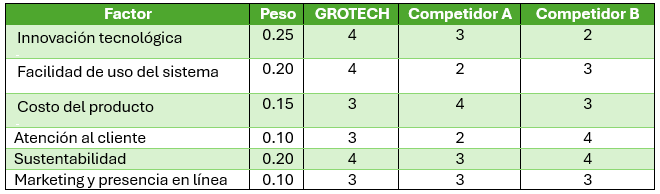 Factor Peso GROTECH Competidor A Competidor B
Innovación tecnológica 0.25 4 3 2
Facilidad de uso del sistema 0.20 4 2 3
Costo del producto 0.15 3 4 3
Atención al cliente 0.10 3 2 4
Sustentabilidad 0.20 4 3 4
Marketing y presencia en línea 0.10 3 3 3